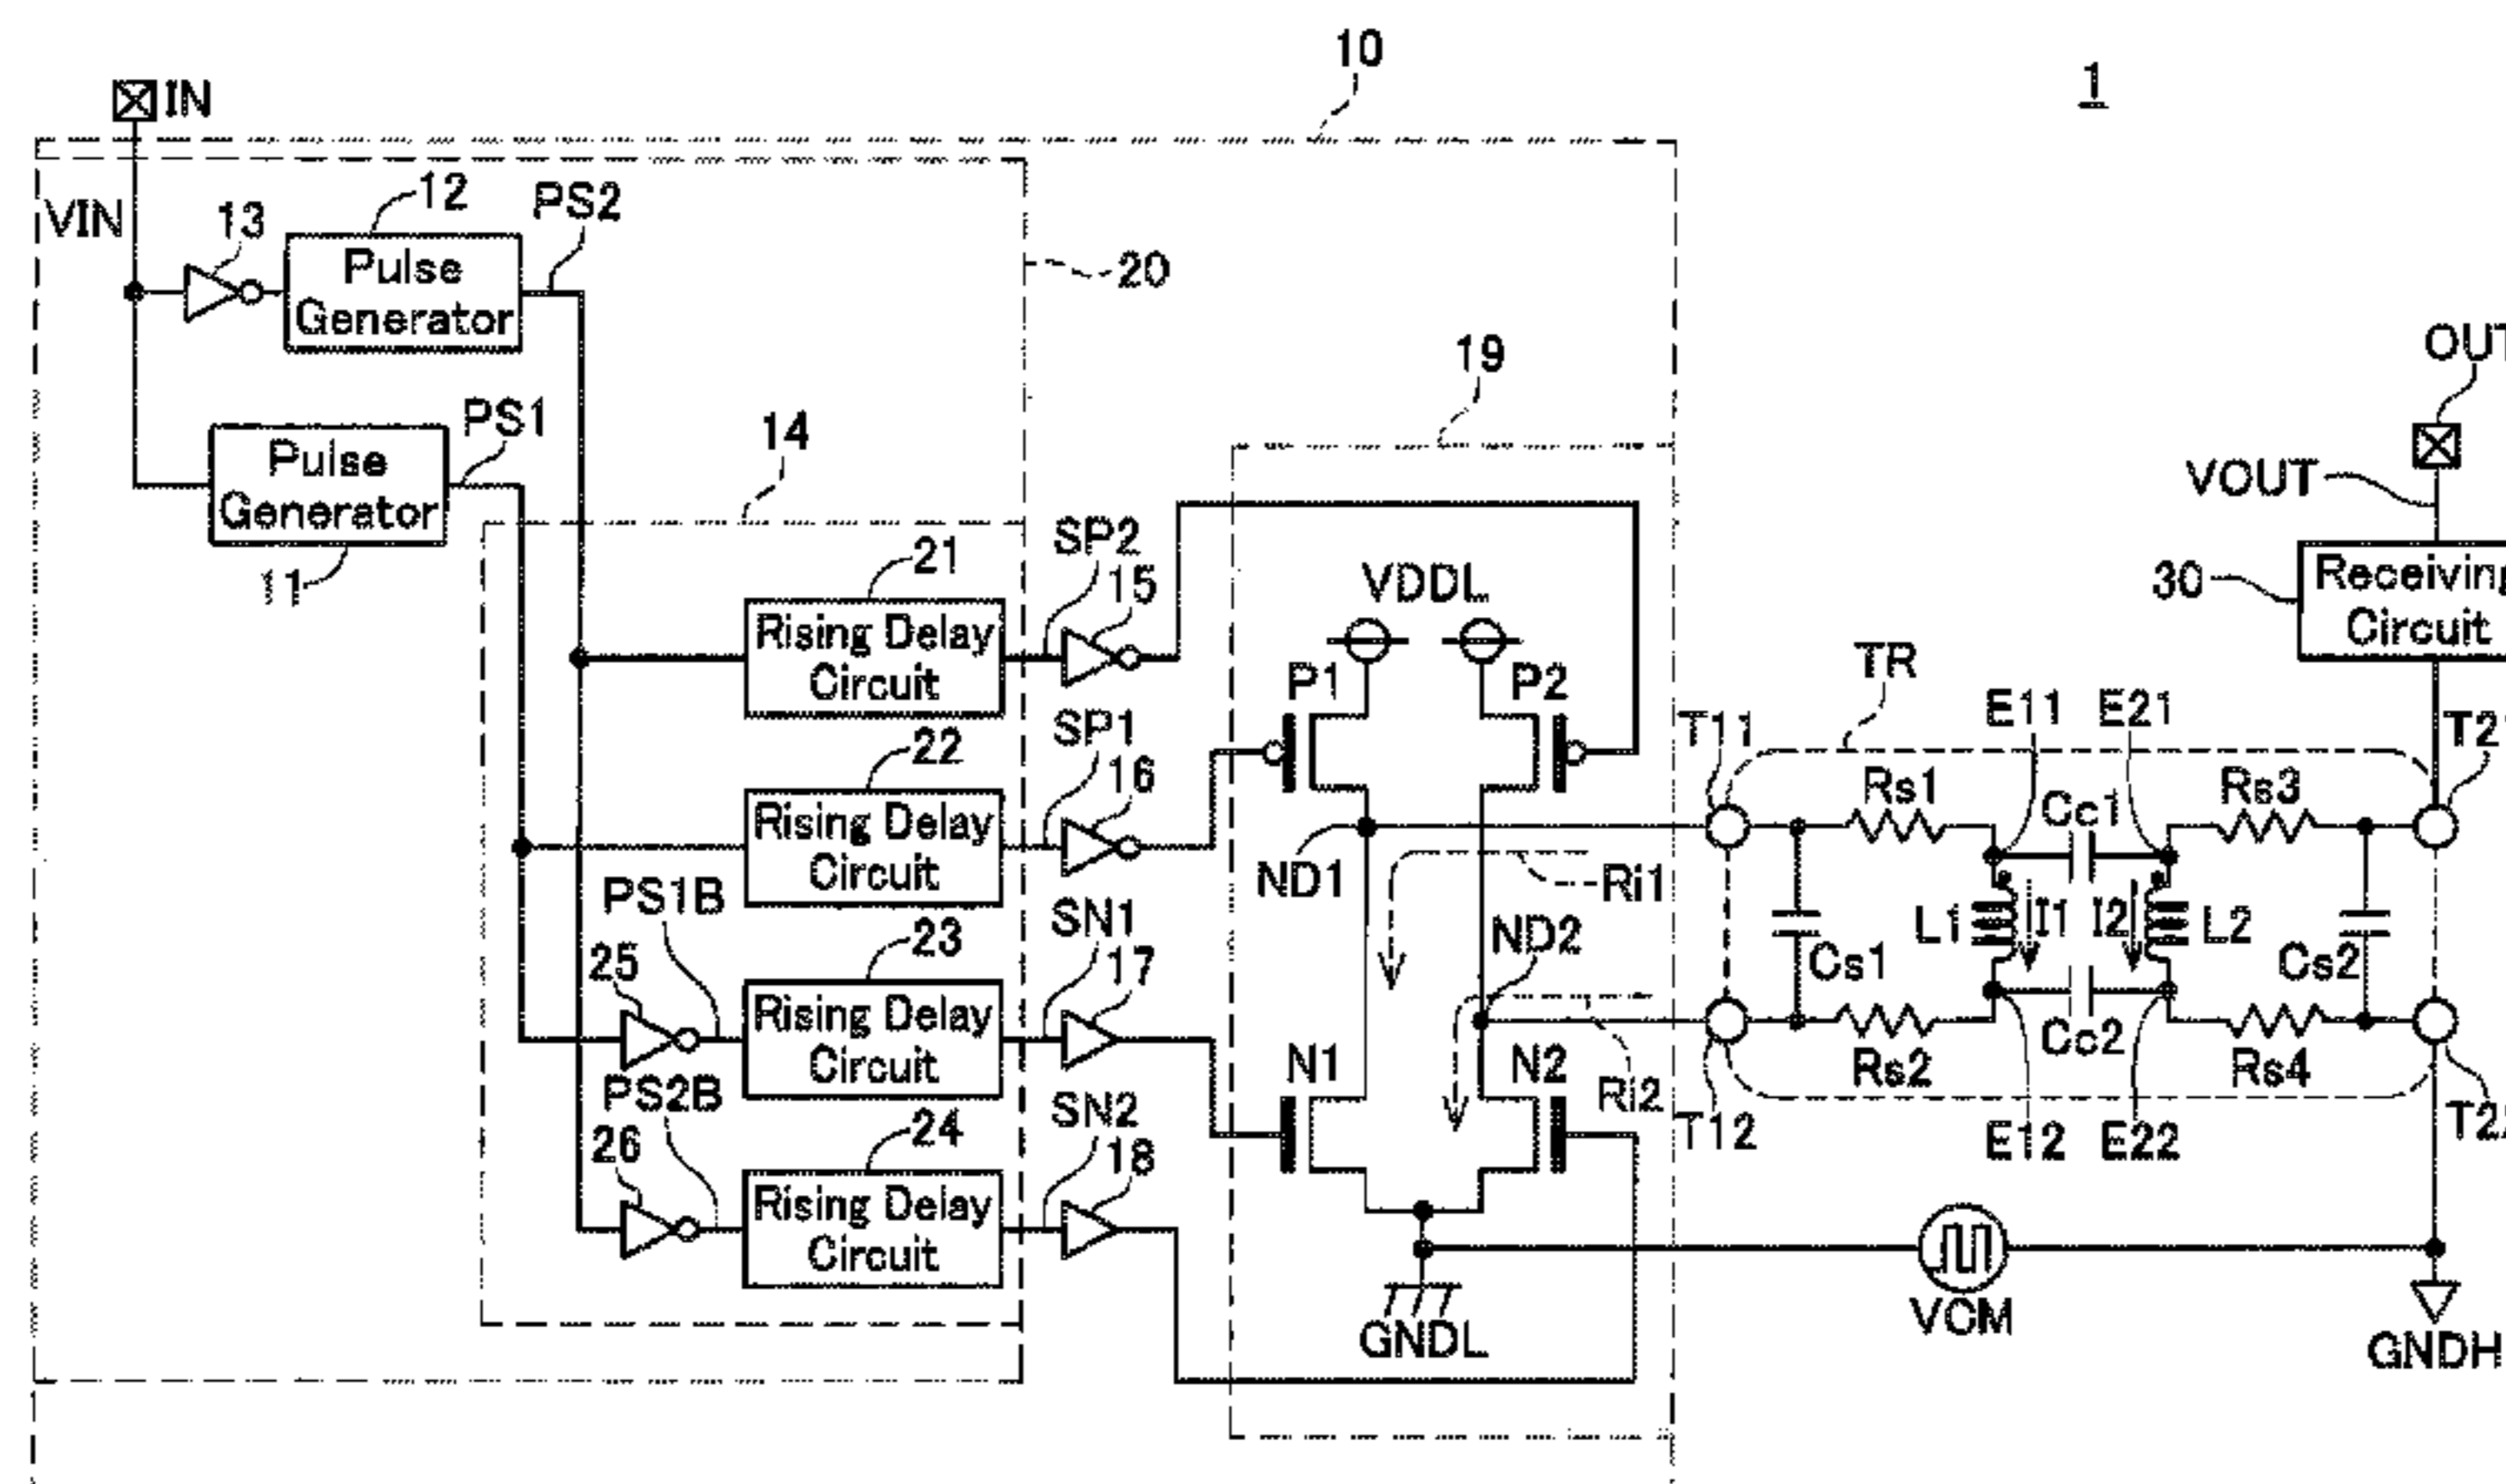 10
1
IN
VIN
13
12
PS2
Pulse
Generator
20
PS1
Pulse
Generator
11
14
19
OUT
VOUT
30
Receiving
Circuit
21
Rising Delay
Circuit
SP2
15
VDDL
P1
P2
22
Rising Delay
Circuit
SP1
16
ND1
Ri1
PS1B
25
23
Rising Delay
Circuit
SN1
17
ND2
N1
N2
Ri2
PS2B
26
24
Rising Delay
Circuit
SN2
18
GNDL
TR
T11
E11
E21
T21
Rs1
Cc1
Rs3
L1
I1
I2
L2
Cs1
Cs2
Cc2
Rs2
Rs4
T12
E12
E22
T22
VCM
GNDH